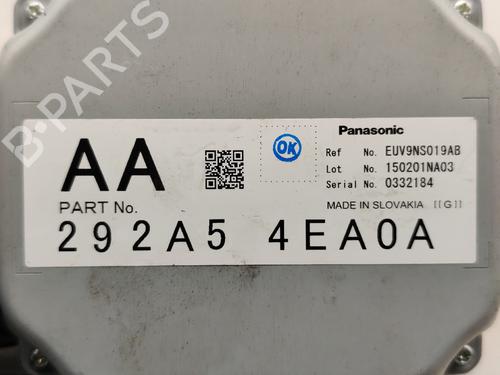 AA
PART No.
292A5 4EA0A
OK
Panasonic
Ref No. EUV9NS019AB
Lot No. 150201NA03
Serial No. 0332184
MADE IN SLOVAKIA [[G]]
B-PARTS